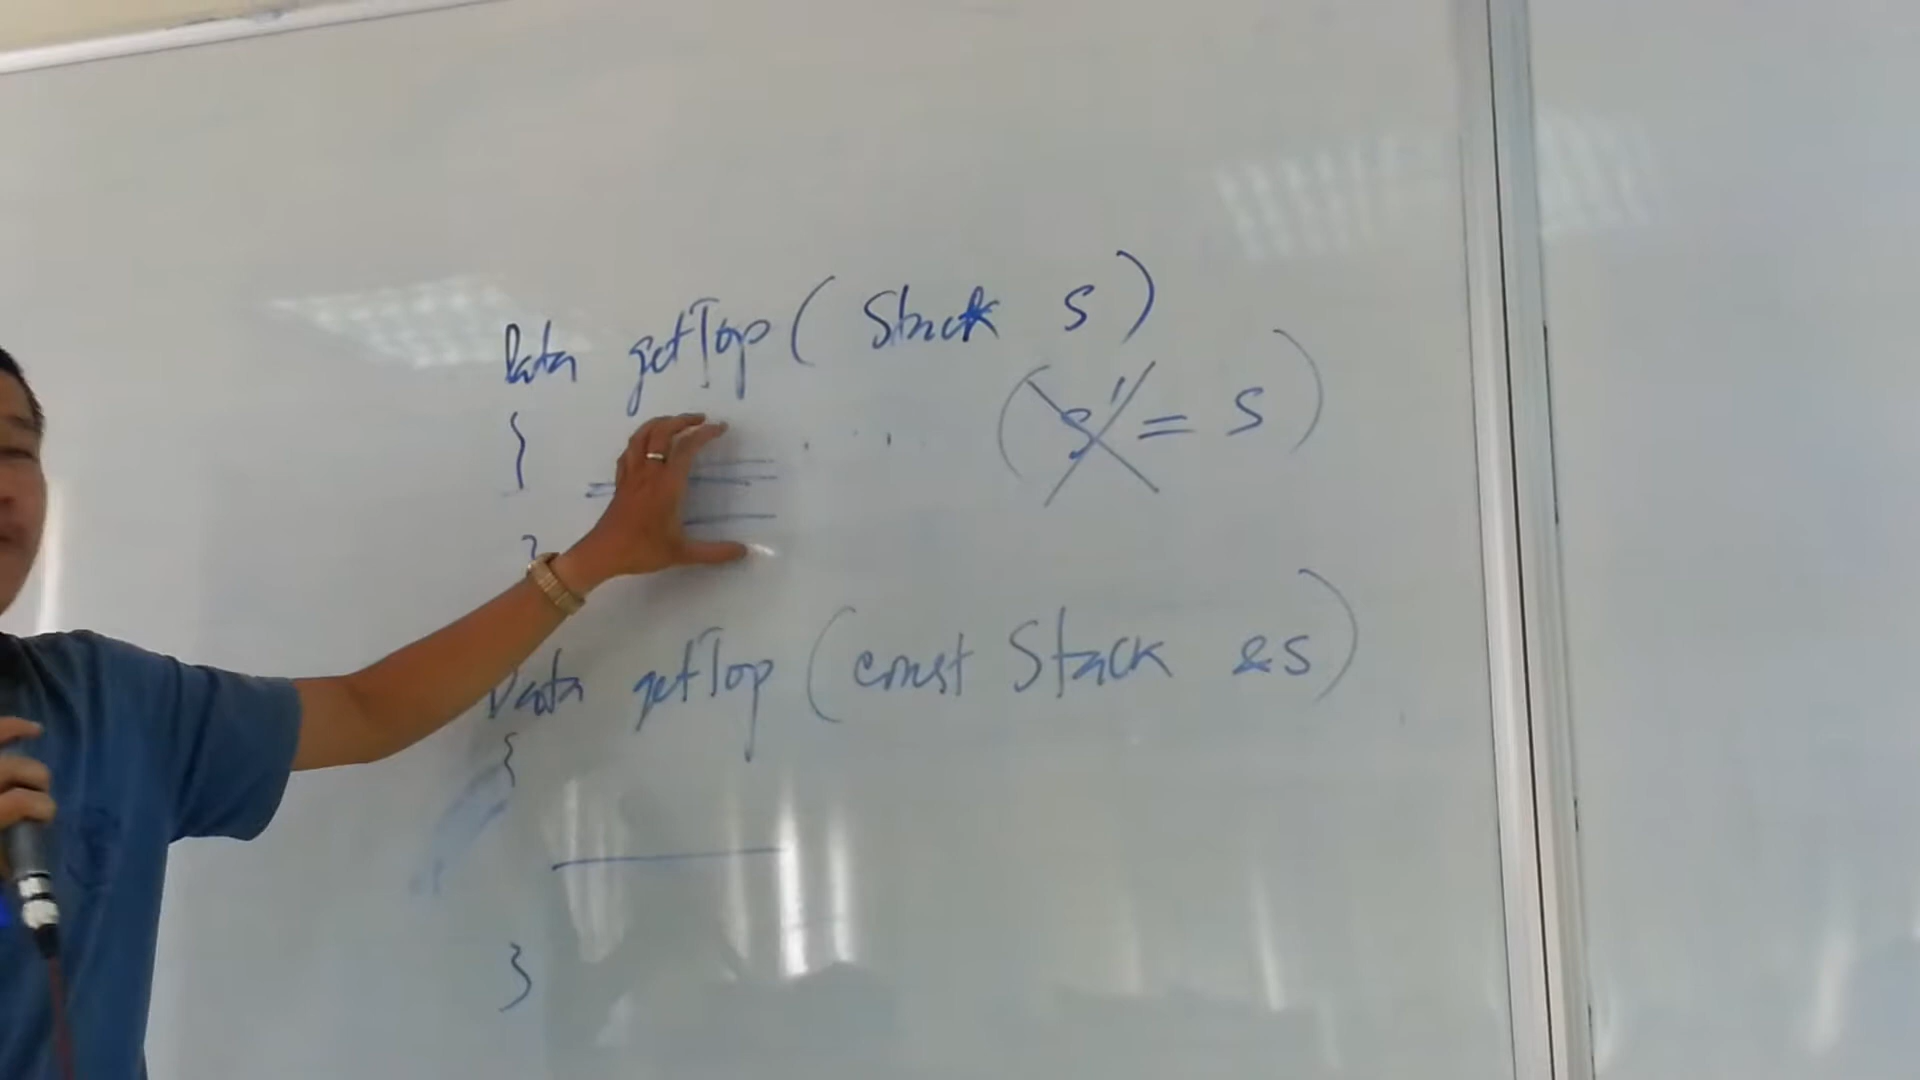 Data getTop ( Stack S )
{
( S' = S )
}
Data getTop ( const Stack &S )
{
}